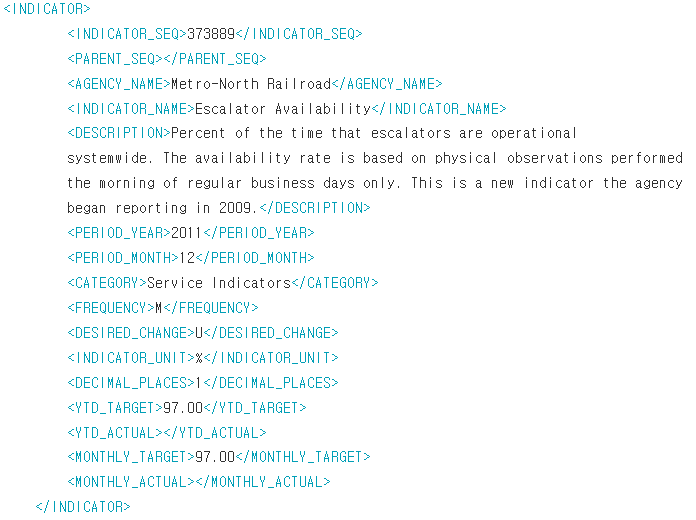 <INDICATOR>
<INDICATOR_SEQ>373889</INDICATOR_SEQ>
<PARENT_SEQ></PARENT_SEQ>
<AGENCY_NAME>Metro-North Railroad</AGENCY_NAME>
<INDICATOR_NAME>Escalator Availability</INDICATOR_NAME>
<DESCRIPTION>Percent of the time that escalators are operational
systemwide. The availability rate is based on physical observations performed
the morning of regular business days only. This is a new indicator the agency
began reporting in 2009.</DESCRIPTION>
<PERIOD_YEAR>2011</PERIOD_YEAR>
<PERIOD_MONTH>12</PERIOD_MONTH>
<CATEGORY>Service Indicators</CATEGORY>
<FREQUENCY>M</FREQUENCY>
<DESIRED_CHANGE>U</DESIRED_CHANGE>
<INDICATOR_UNIT>%</INDICATOR_UNIT>
<DECIMAL_PLACES>1</DECIMAL_PLACES>
<YTD_TARGET>97.00</YTD_TARGET>
<YTD_ACTUAL></YTD_ACTUAL>
<MONTHLY_TARGET>97.00</MONTHLY_TARGET>
<MONTHLY_ACTUAL></MONTHLY_ACTUAL>
</INDICATOR>